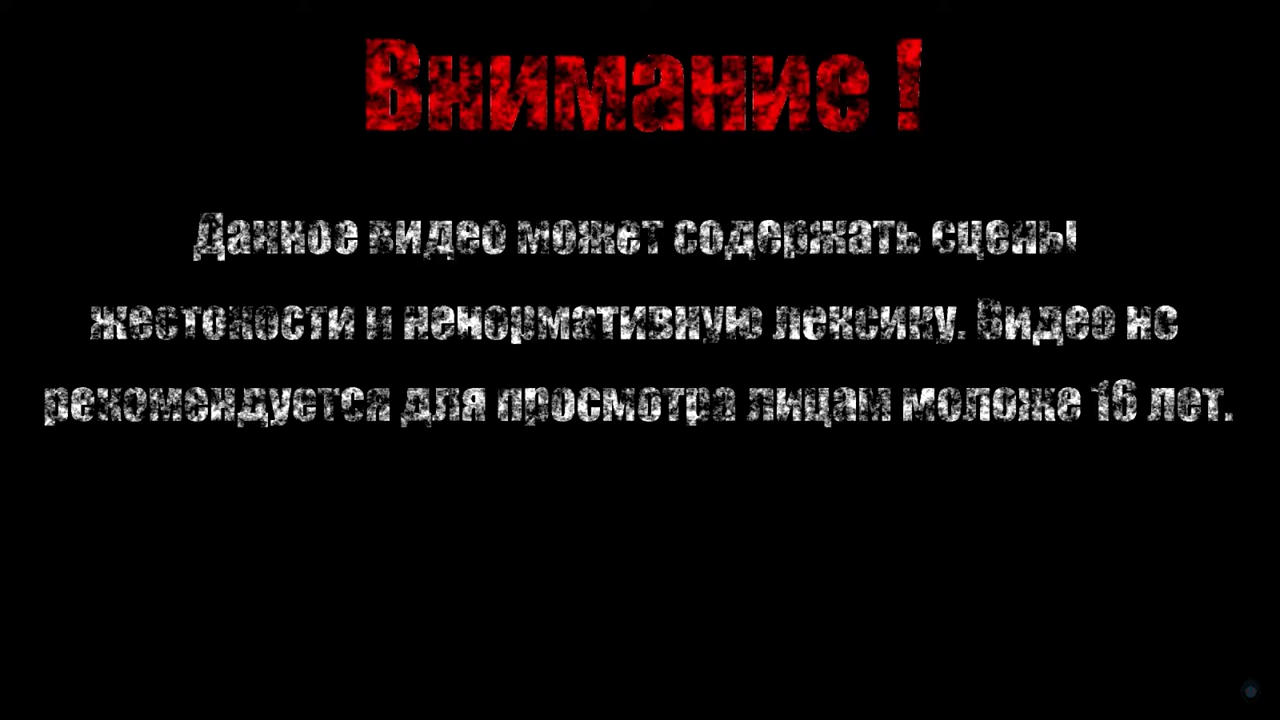 Внимание !
Данное видео может содержать сцены
жестокости и ненормативную лексику. Видео не
рекомендуется для просмотра лицам моложе 16 лет.